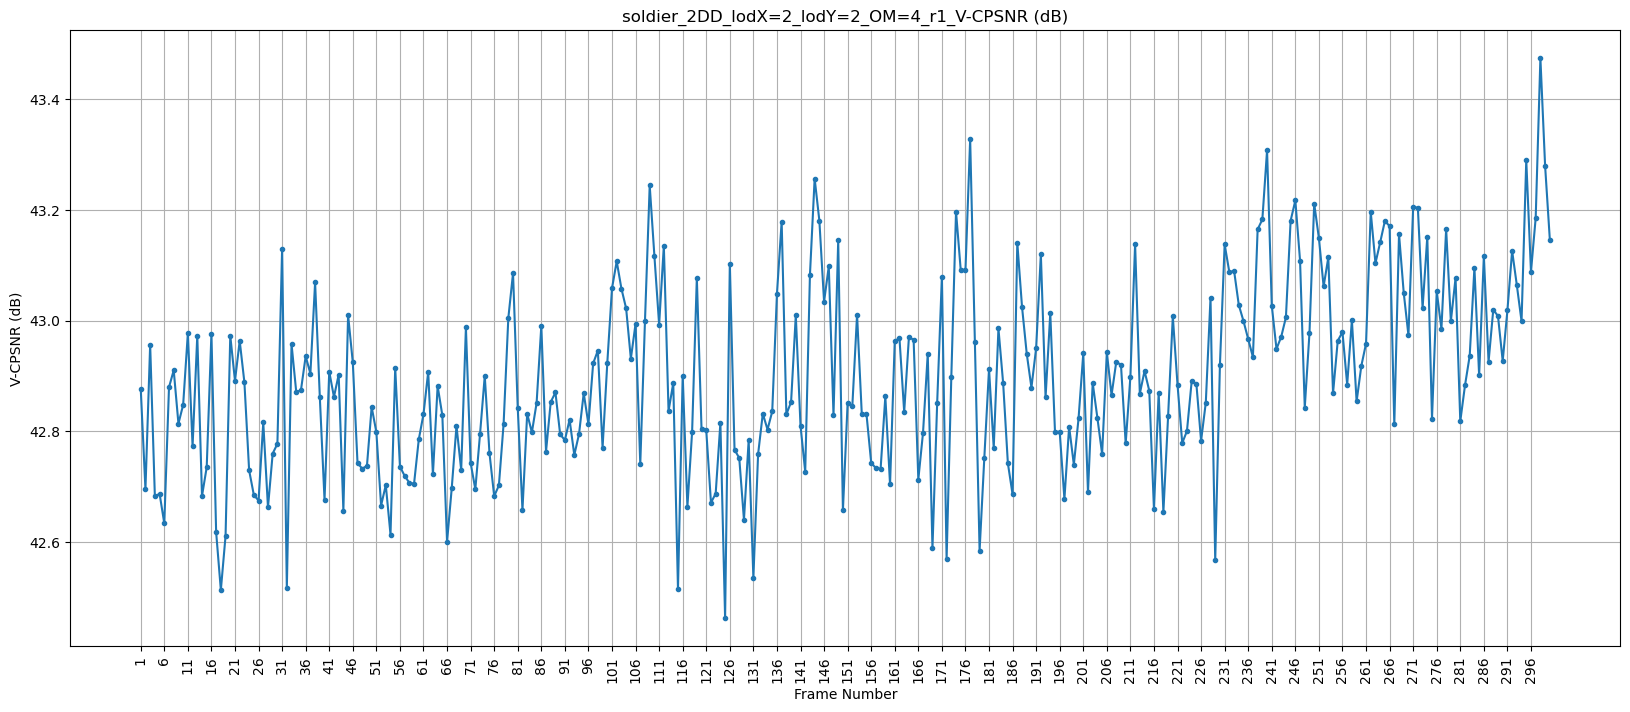 soldier_2DD_lodX=2_lodY=2_OM=4_r1_V-CPSNR (dB)
V-CPSNR (dB)
43.4
43.2
43.0
42.8
42.6
1 6 11 16 21 26 31 36 41 46 51 56 61 66 71 76 81 86 91 96 101 106 111 116 121 126 131 136 141 146 151 156 161 166 171 176 181 186 191 196 201 206 211 216 221 226 231 236 241 246 251 256 261 266 271 276 281 286 291 296
Frame Number